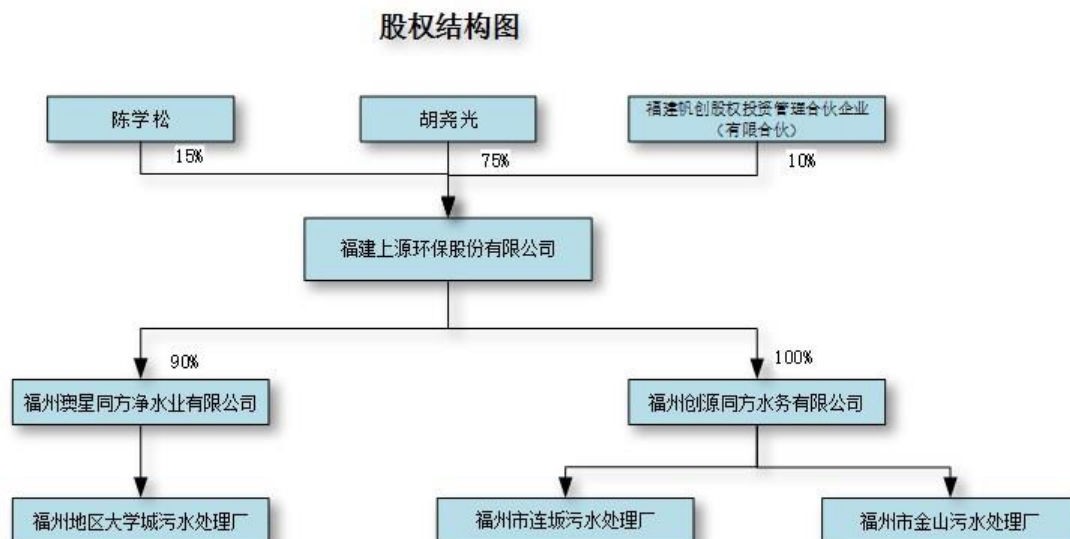 股权结构图
陈学松
胡尧光
福建帆创股权投资管理合伙企业
（有限合伙）
15%
75%
10%
福建上源环保股份有限公司
90%
100%
福州澳星同方净水业有限公司
福州创源同方水务有限公司
福州地区大学城污水处理厂
福州市连坂污水处理厂
福州市金山污水处理厂